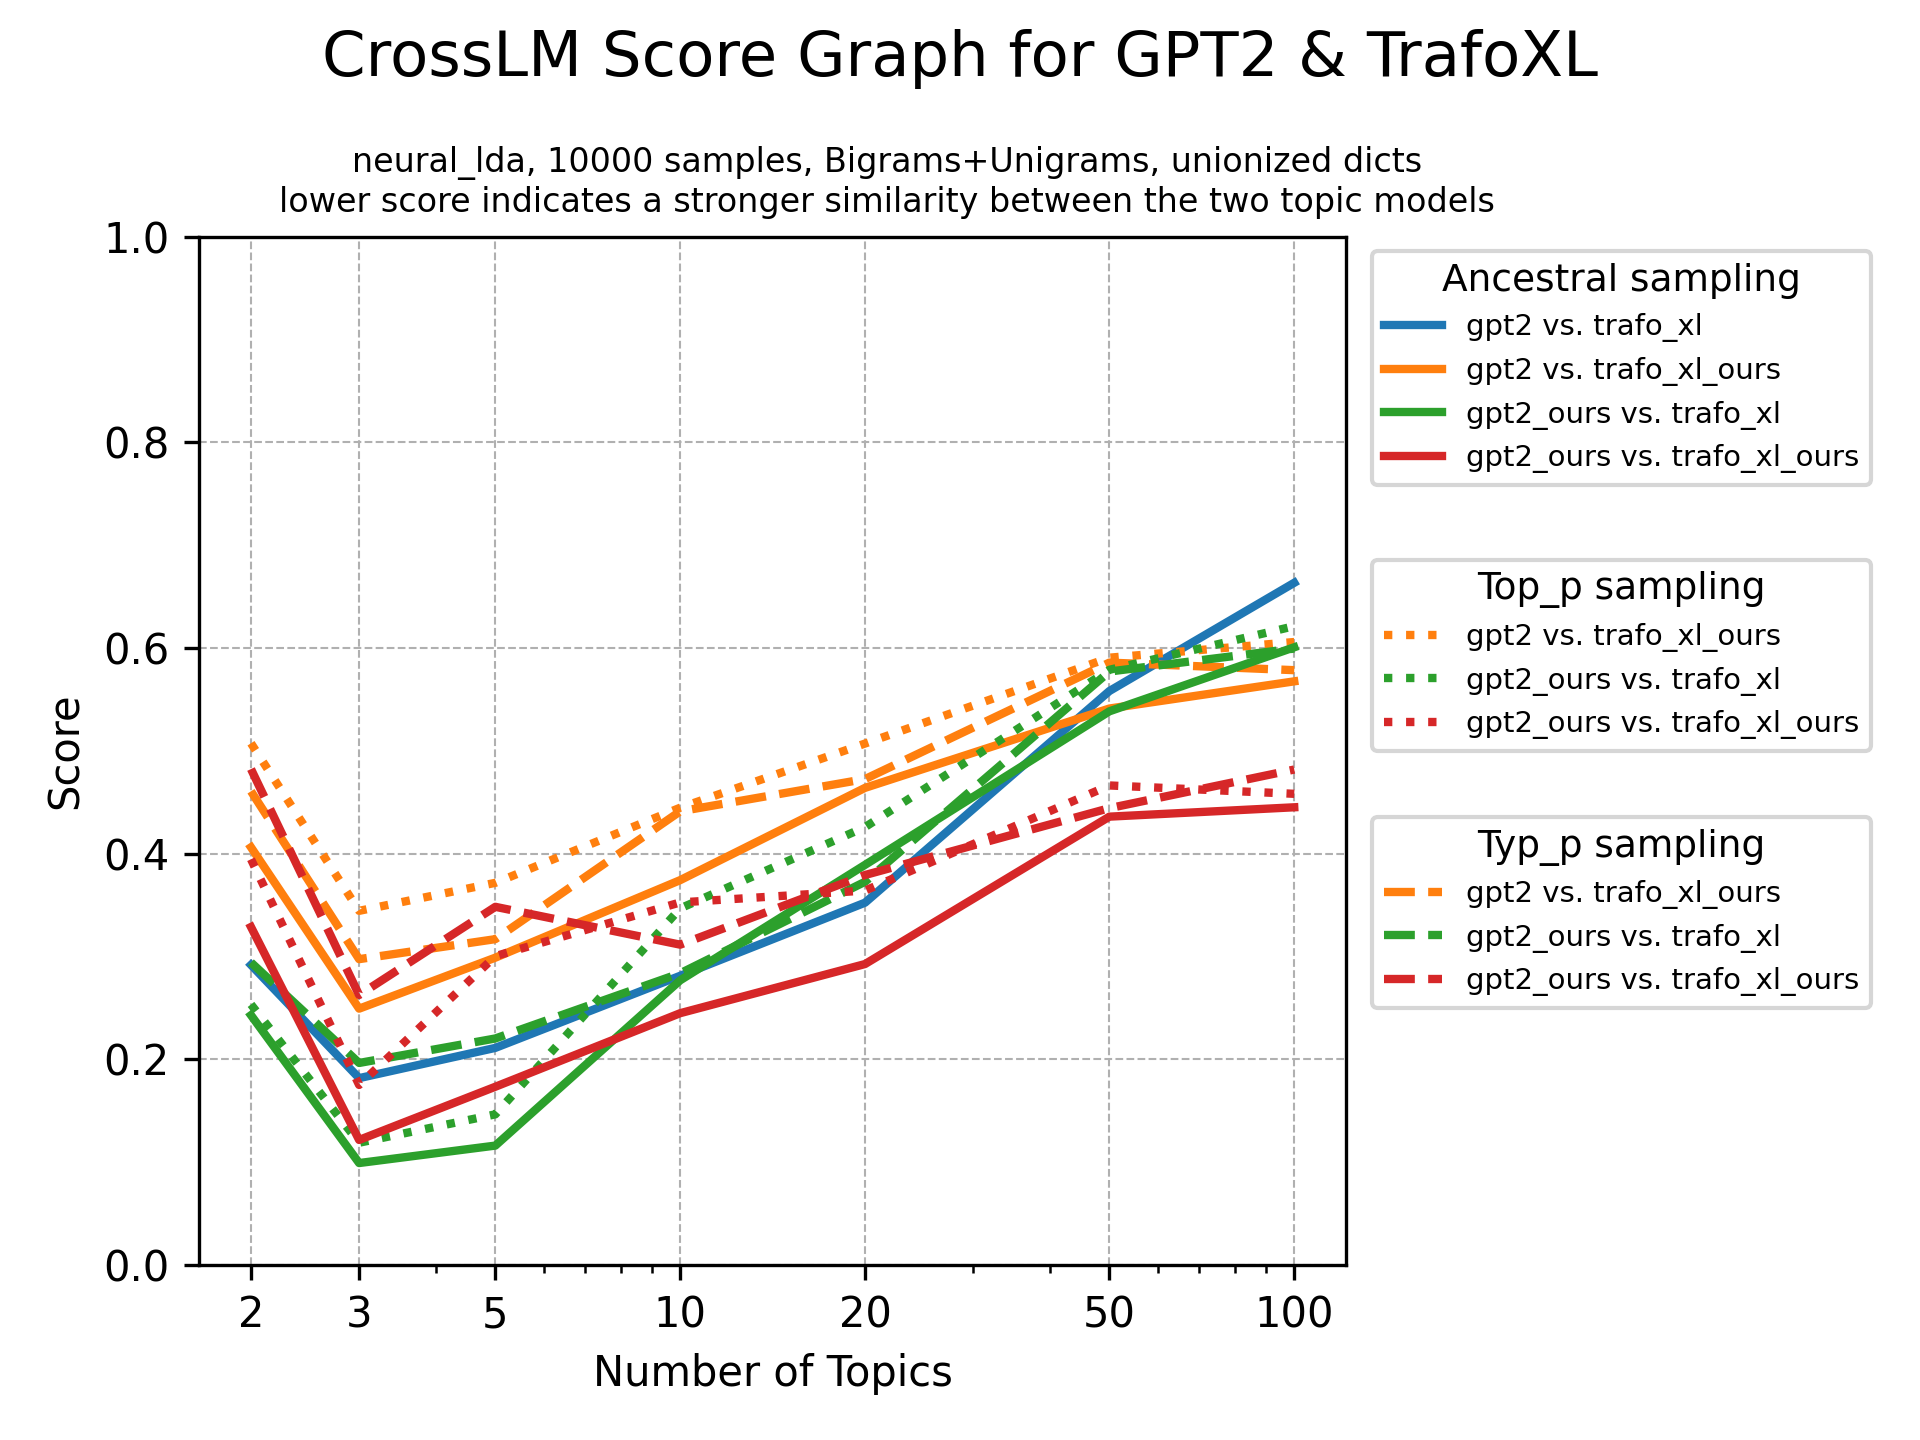 CrossLM Score Graph for GPT2 & TrafoXL
neural_lda, 10000 samples, Bigrams+Unigrams, unionized dicts
lower score indicates a stronger similarity between the two topic models
1.0
0.8
0.6
0.4
0.2
0.0
Score
2 3 5 10 20 50 100
Number of Topics
Ancestral sampling
gpt2 vs. trafo_xl
gpt2 vs. trafo_xl_ours
gpt2_ours vs. trafo_xl
gpt2_ours vs. trafo_xl_ours
Top_p sampling
gpt2 vs. trafo_xl_ours
gpt2_ours vs. trafo_xl
gpt2_ours vs. trafo_xl_ours
Typ_p sampling
gpt2 vs. trafo_xl_ours
gpt2_ours vs. trafo_xl
gpt2_ours vs. trafo_xl_ours